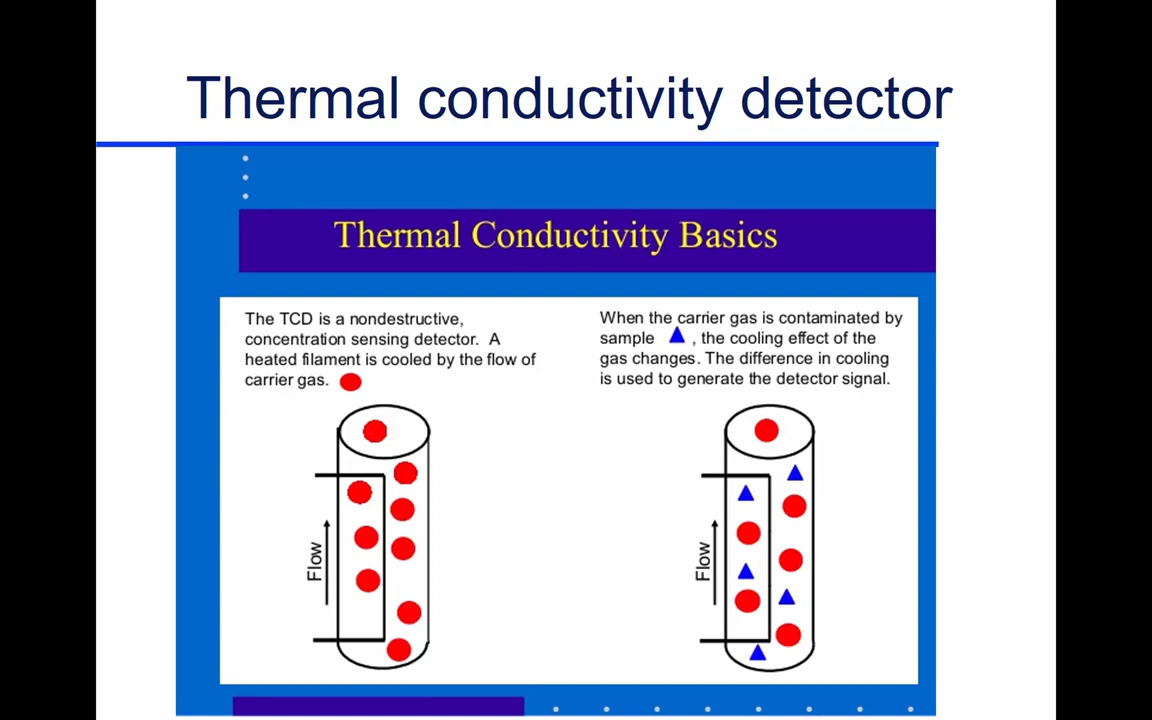 Thermal conductivity detector
Thermal Conductivity Basics
The TCD is a nondestructive,
concentration sensing detector. A
heated filament is cooled by the flow of
carrier gas.
When the carrier gas is contaminated by
sample , the cooling effect of the
gas changes. The difference in cooling
is used to generate the detector signal.
Flow
Flow